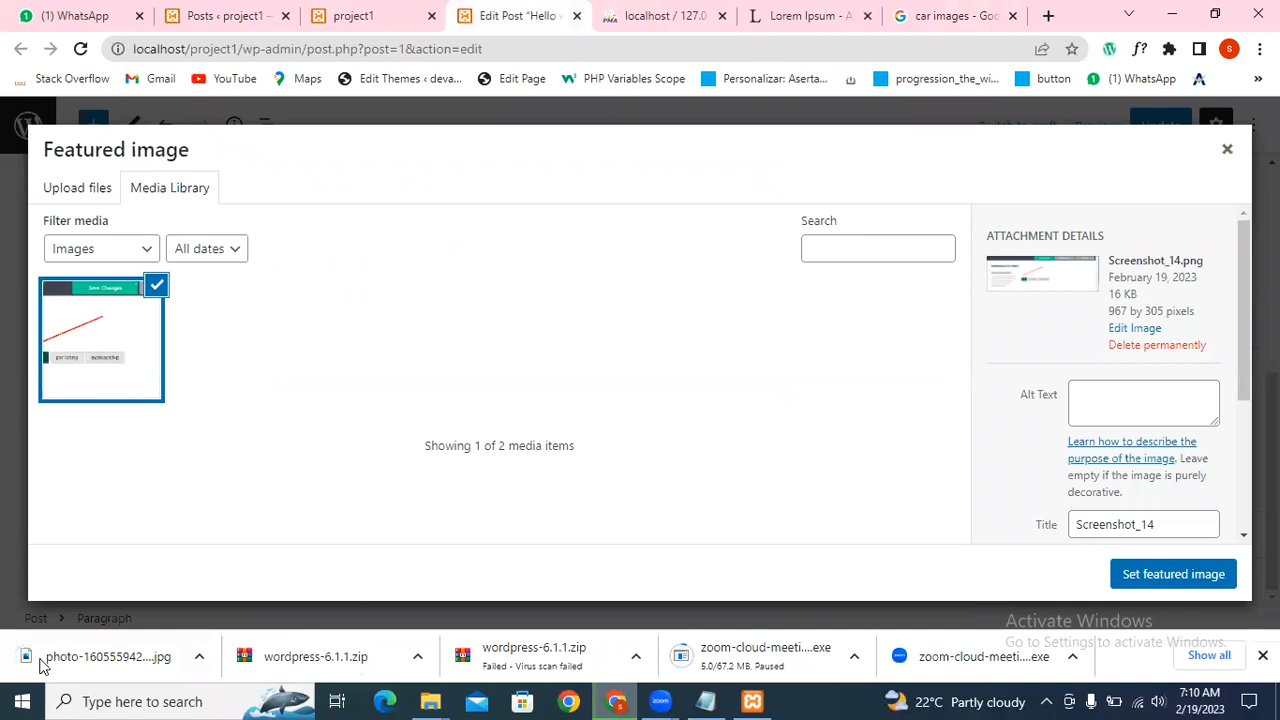 (1) WhatsApp
Posts ‹ project1 –
project1
Edit Post "Hello
localhost / 127.0
Lorem Ipsum - A
car images - Goo
localhost/project1/wp-admin/post.php?post=1&action=edit
S
Stack Overflow
Gmail
YouTube
Maps
Edit Themes ‹ deva...
Edit Page
PHP Variables Scope
Personalizar: Aserta...
progression_the_wi...
button
(1) WhatsApp
Switch to draft
Preview
Update
Featured image
Upload files
Media Library
Filter media
Images
All dates
Search
Save Changes
Showing 1 of 2 media items
ATTACHMENT DETAILS
Screenshot_14.png
February 19, 2023
16 KB
967 by 305 pixels
Edit Image
Delete permanently
Alt Text
Learn how to describe the
purpose of the image. Leave
empty if the image is purely
decorative.
Title
Screenshot_14
Set featured image
Post
Paragraph
Activate Windows
Go to Settings to activate Windows.
photo-160555942....jpg
wordpress-6.1.1.zip
wordpress-6.1.1.zip
Failed - Virus scan failed
zoom-cloud-meeti....exe
5.0/67.2 MB, Paused
zoom-cloud-meeti....exe
Show all
Type here to search
22°C Partly cloudy
7:10 AM
2/19/2023